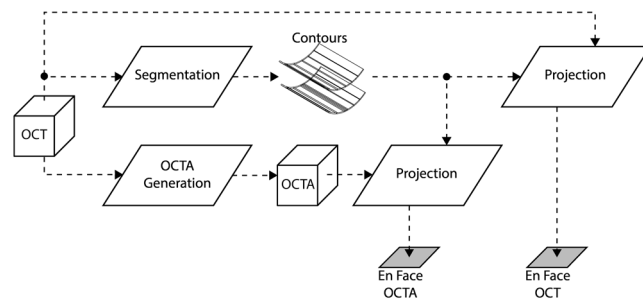 Contours
Segmentation
Projection
OCT
OCTA
Generation
OCTA
Projection
En Face
OCTA
En Face
OCT